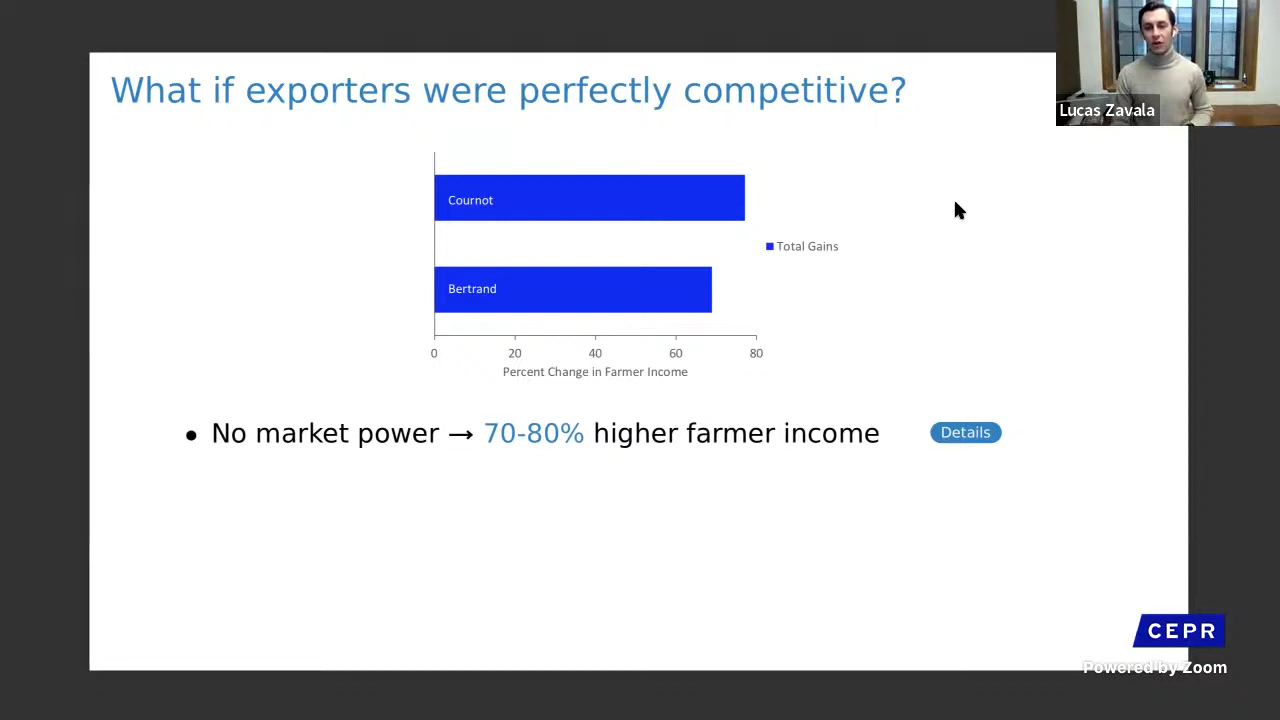 What if exporters were perfectly competitive?
Lucas Zavala
Cournot
Total Gains
Bertrand
0 20 40 60 80
Percent Change in Farmer Income
• No market power → 70-80% higher farmer income
Details
CEPR
Powered by Zoom